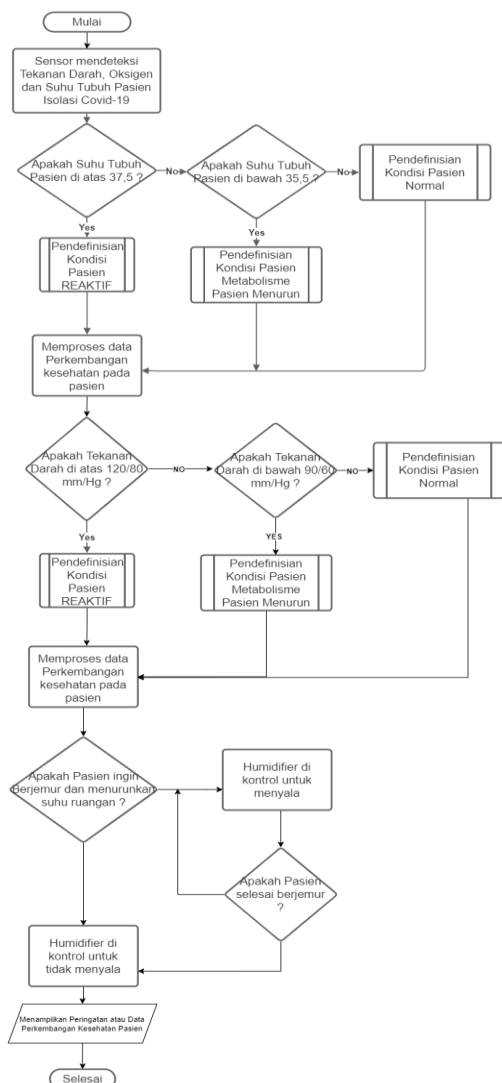 Mulai
Sensor mendeteksi
Tekanan Darah, Oksigen
dan Suhu Tubuh Pasien
Isolasi Covid-19
Apakah Suhu Tubuh
Pasien di atas 37,5 ?
No
Apakah Suhu Tubuh
Pasien di bawah 35,5 ?
No
Pendefinisian
Kondisi Pasien
Normal
Yes
Yes
Pendefinisian
Kondisi
Pasien
REAKTIF
Pendefinisian
Kondisi Pasien
Metabolisme
Pasien Menurun
Memproses data
Perkembangan
kesehatan pada
pasien
Apakah Tekanan
Darah di atas 120/80
mm/Hg ?
NO
Apakah Tekanan
Darah di bawah 90/60
mm/Hg ?
NO
Pendefinisian
Kondisi Pasien
Normal
Yes
YES
Pendefinisian
Kondisi
Pasien
REAKTIF
Pendefinisian
Kondisi Pasien
Metabolisme
Pasien Menurun
Memproses data
Perkembangan
kesehatan pada
pasien
Apakah Pasien ingin
Berjemur dan menurunkan
suhu ruangan ?
Humidifier di
kontrol untuk
menyala
Apakah Pasien
selesai berjemur
?
Humidifier di
kontrol untuk
tidak menyala
Menampilkan Peringatan atau Data
Perkembangan Kesehatan Pasien
Selesai